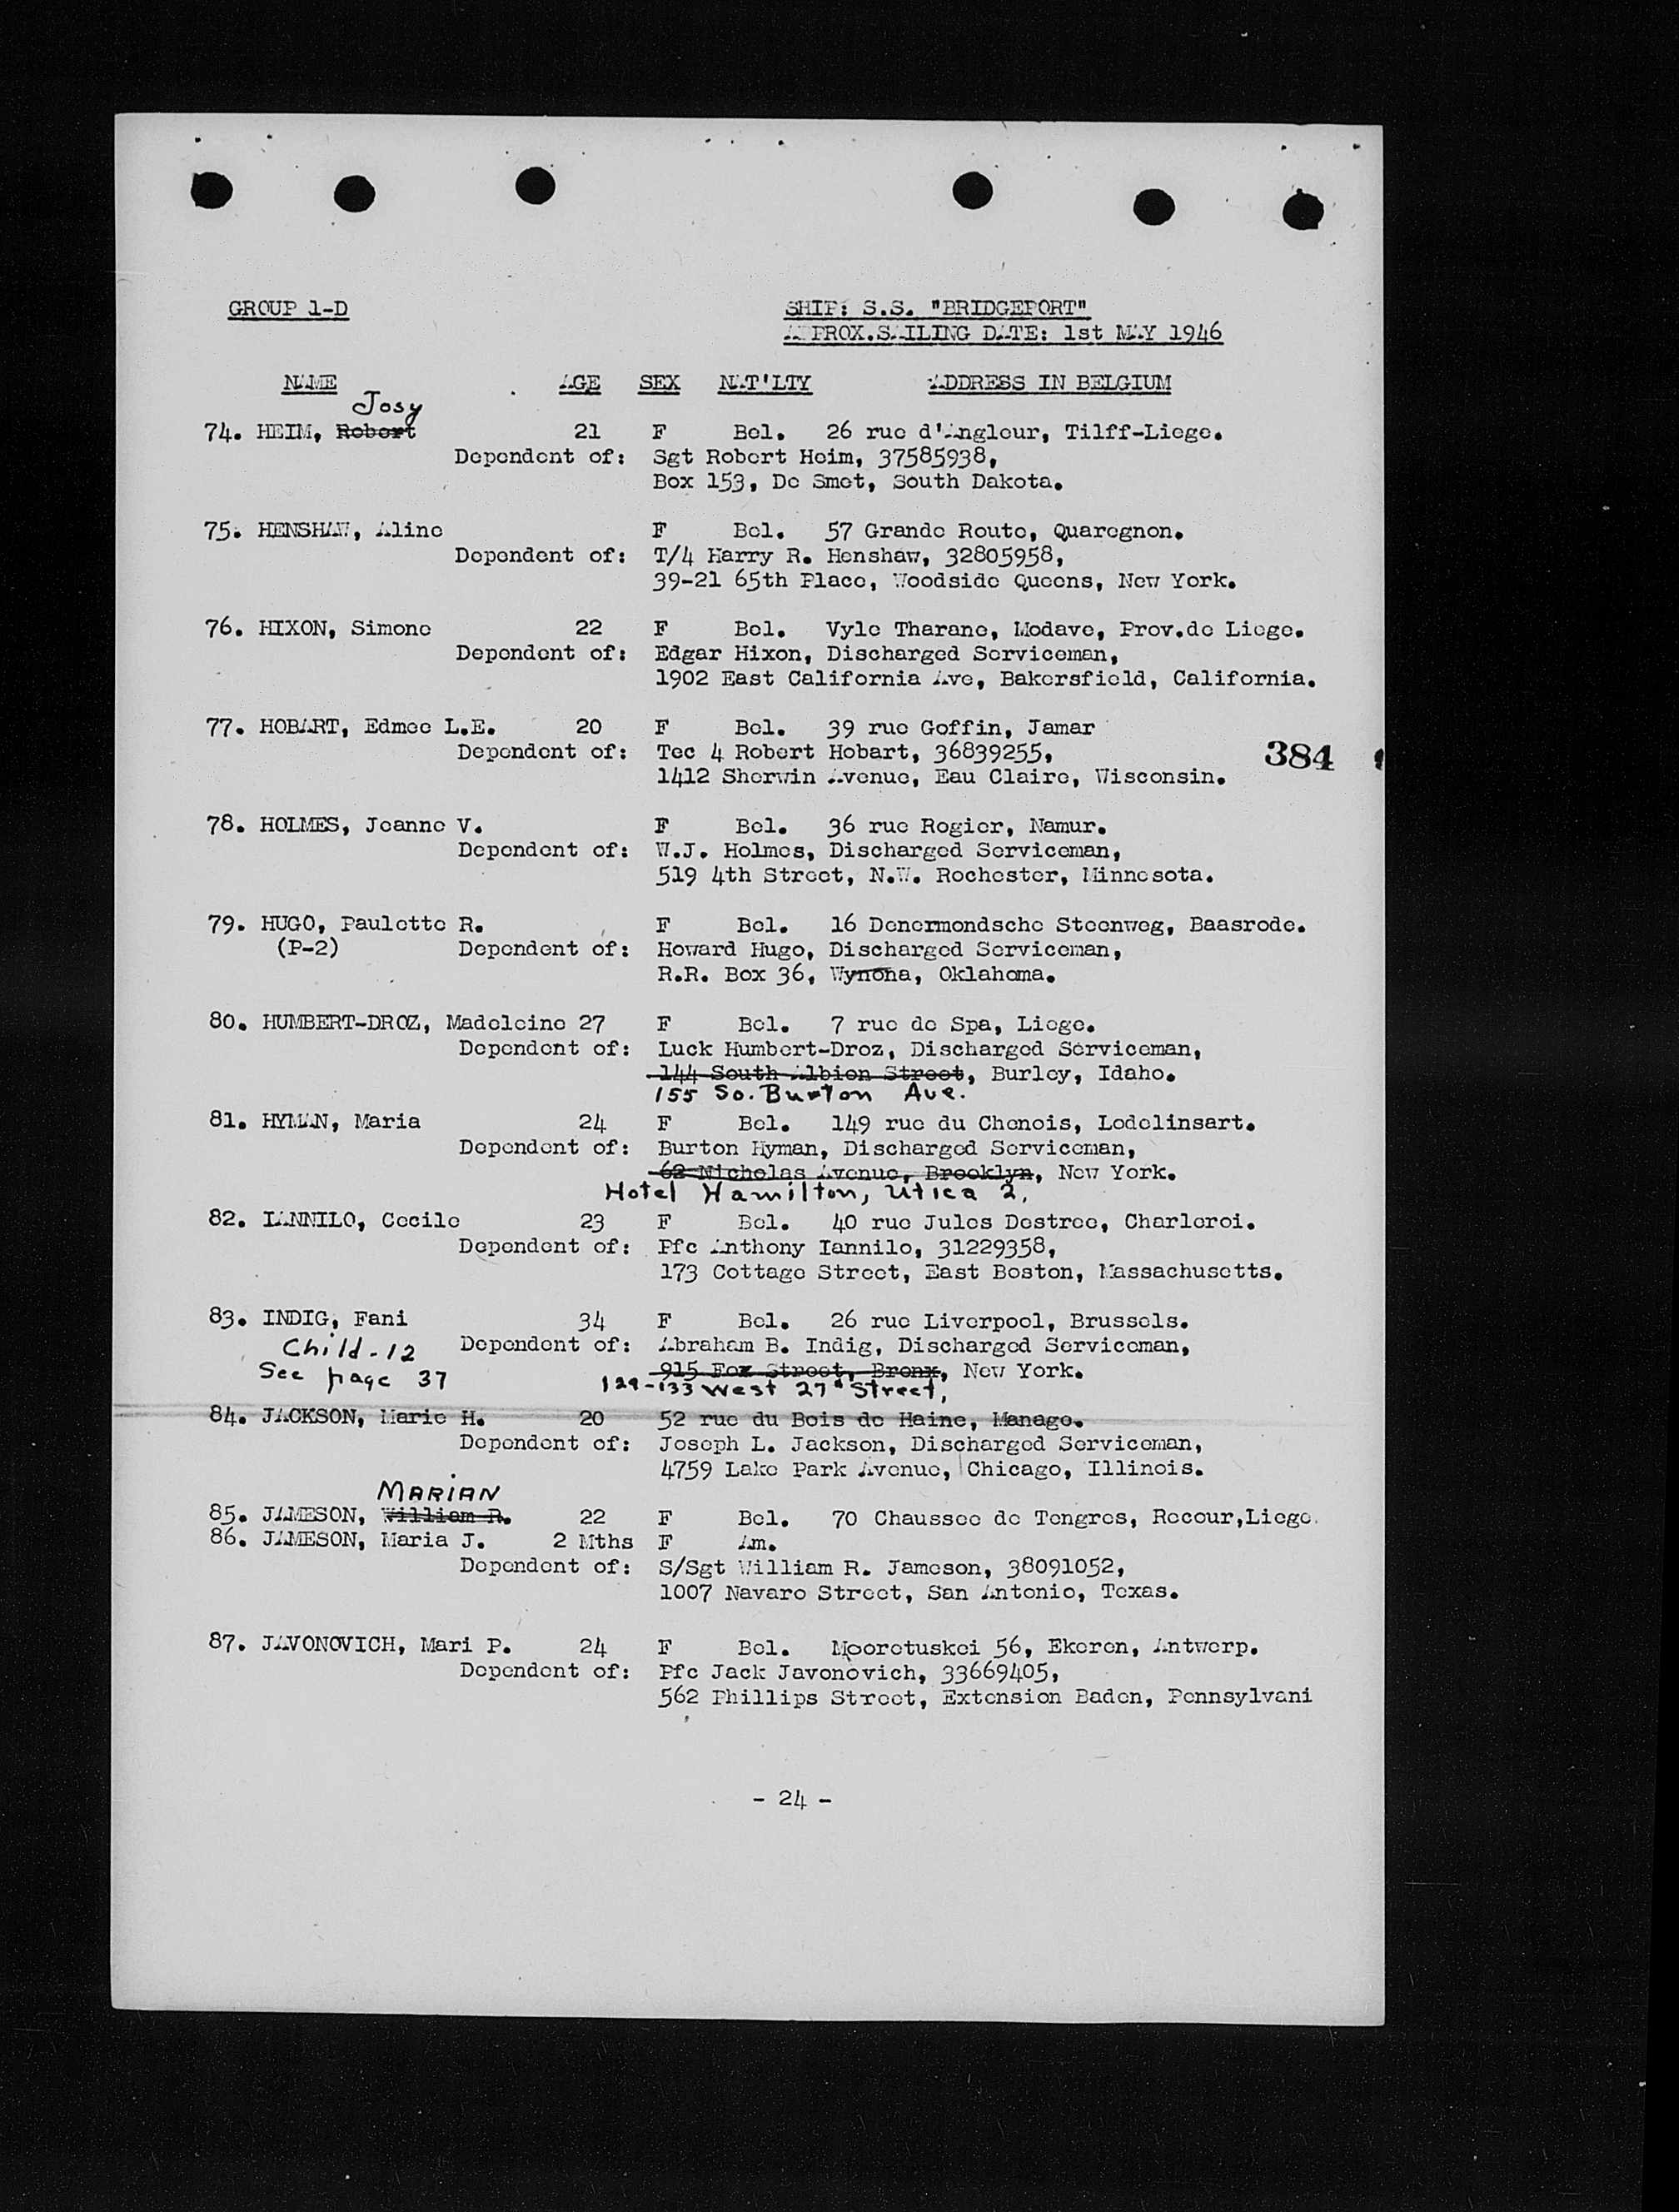 GROUP 1-D
SHIP: S.S. "BRIDGEPORT"
APPROX.SAILING DATE: 1st MAY 1946
NAME AGE SEX NAT'LTY ADDRESS IN BELGIUM
Josy
74. HEIM, Robert 21 F Bel. 26 rue d'Angleur, Tilff-Liege.
Dependent of: Sgt Robert Heim, 37585938,
Box 153, De Smet, South Dakota.
75. HENSHAW, Aline F Bel. 57 Grande Route, Quaregnon.
Dependent of: T/4 Harry R. Henshaw, 32805958,
39-21 65th Place, Woodside Queens, New York.
76. HIXON, Simone 22 F Bel. Vyle Tharane, Modave, Prov.de Liege.
Dependent of: Edgar Hixon, Discharged Serviceman,
1902 East California Ave, Bakersfield, California.
77. HOBART, Edmee L.E. 20 F Bel. 39 rue Goffin, Jamar
Dependent of: Tec 4 Robert Hobart, 36839255,
384
1412 Sherwin Avenue, Eau Claire, Wisconsin.
78. HOLMES, Jeanne V. F Bel. 36 rue Rogier, Namur.
Dependent of: W.J. Holmes, Discharged Serviceman,
519 4th Street, N.W. Rochester, Minnesota.
79. HUGO, Paulette R. F Bel. 16 Denermondsche Steenweg, Baasrode.
(P-2) Dependent of: Howard Hugo, Discharged Serviceman,
R.R. Box 36, Wynona, Oklahoma.
80. HUMBERT-DROZ, Madeleine 27 F Bel. 7 rue de Spa, Liege.
Dependent of: Luck Humbert-Droz, Discharged Serviceman,
144 South Albion Street, Burley, Idaho.
155 So. Burton Ave.
81. HYMAN, Maria 24 F Bel. 149 rue du Chenois, Lodelinsart.
Dependent of: Burton Hyman, Discharged Serviceman,
62 Nicholas Avenue, Brooklyn, New York.
Hotel Hamilton, Utica 2,
82. IANNILO, Cecile 23 F Bel. 40 rue Jules Destree, Charleroi.
Dependent of: Pfc Anthony Iannilo, 31229358,
173 Cottage Street, East Boston, Massachusetts.
83. INDIG, Fani 34 F Bel. 26 rue Liverpool, Brussels.
Child-12 Dependent of: Abraham B. Indig, Discharged Serviceman,
See page 37 915 Fox Street, Bronx, New York.
129-133 West 27th Street,
84. JACKSON, Marie H. 20 52 rue du Bois de Haine, Manage.
Dependent of: Joseph L. Jackson, Discharged Serviceman,
4759 Lake Park Avenue, Chicago, Illinois.
MARIAN
85. JAMESON, William R. 22 F Bel. 70 Chaussee de Tongres, Rocour,Liege.
86. JAMESON, Maria J. 2 Mths F Am.
Dependent of: S/Sgt William R. Jameson, 38091052,
1007 Navaro Street, San Antonio, Texas.
87. JAVONOVICH, Mari P. 24 F Bel. Mooretuskei 56, Ekeren, Antwerp.
Dependent of: Pfc Jack Javonovich, 33669405,
562 Phillips Street, Extension Baden, Pennsylvani
- 24 -